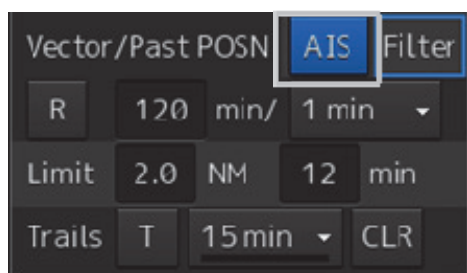 Vector/Past POSN AIS Filter
R 120 min/ 1 min
Limit 2.0 NM 12 min
Trails T 15min CLR